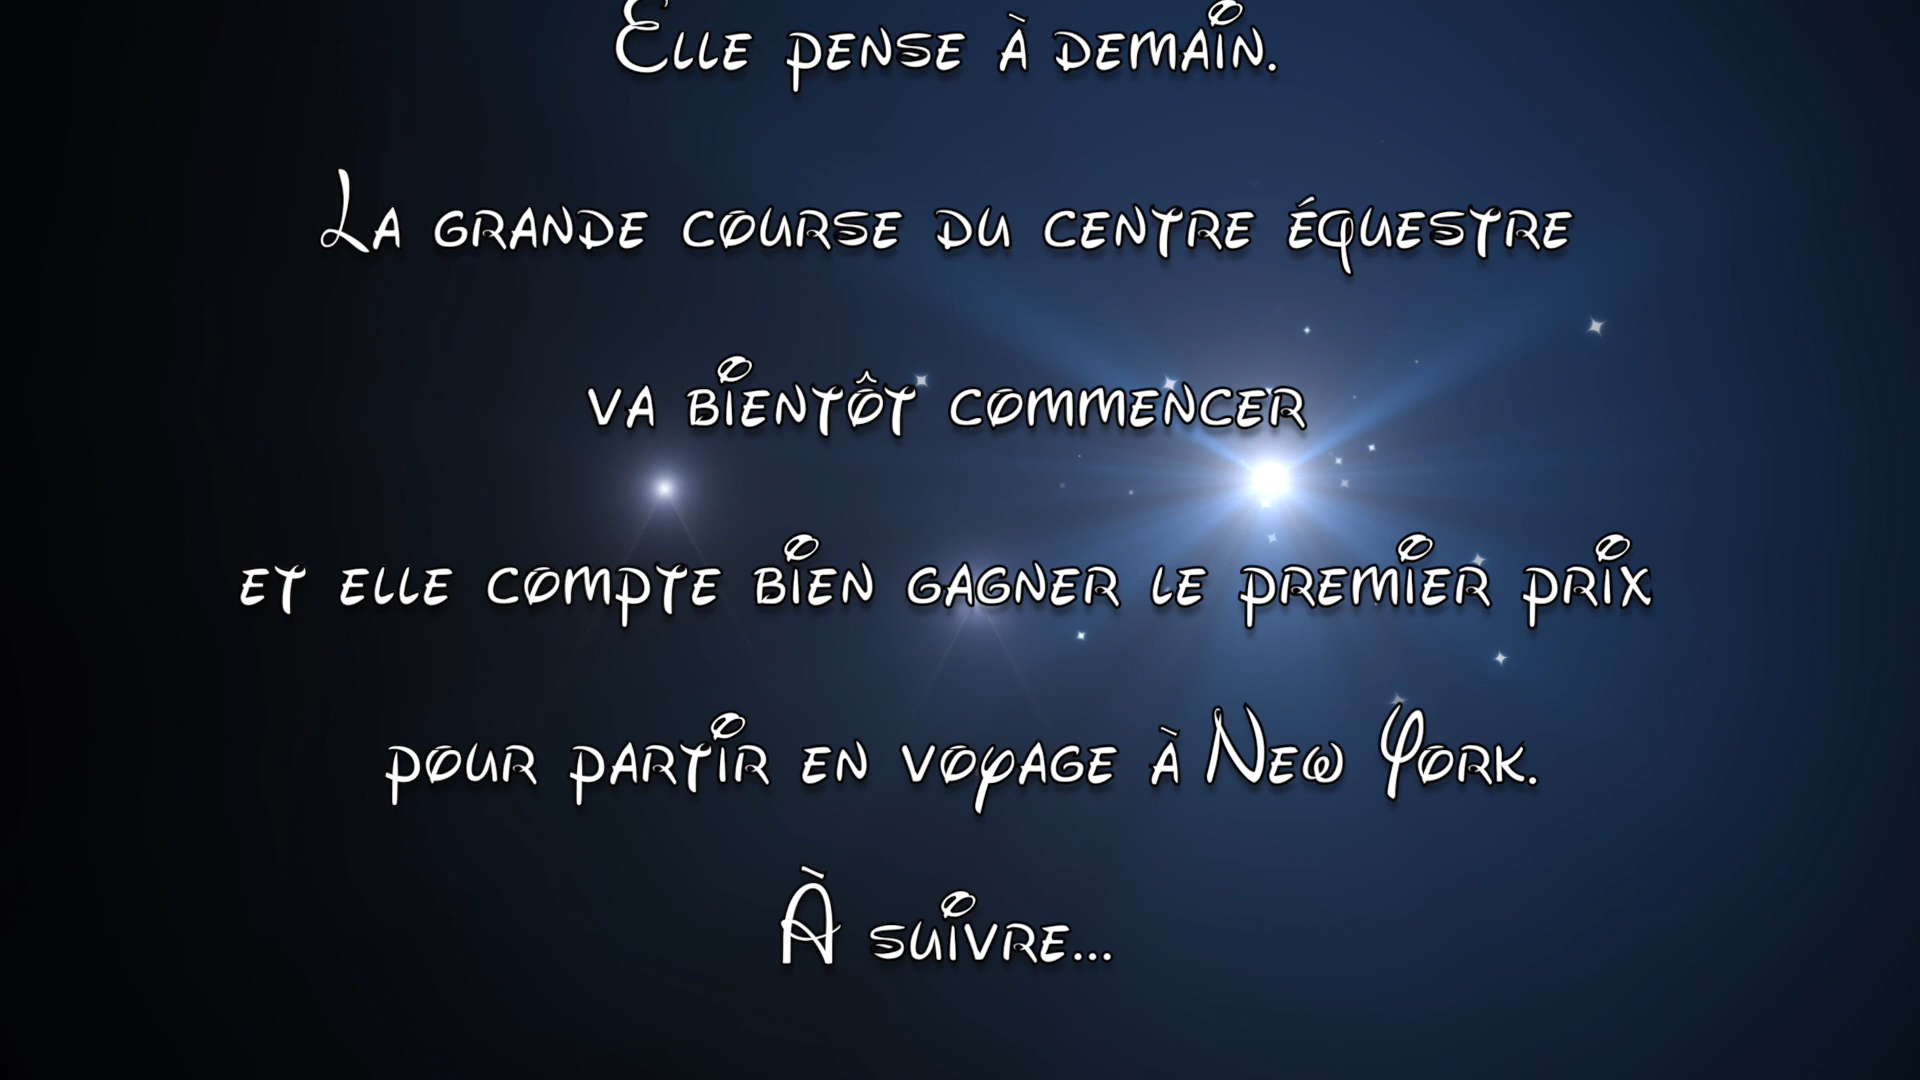 Elle pense à demain.
La grande course du centre équestre
va bientôt commencer
et elle compte bien gagner le premier prix
pour partir en voyage à New York.
À suivre...